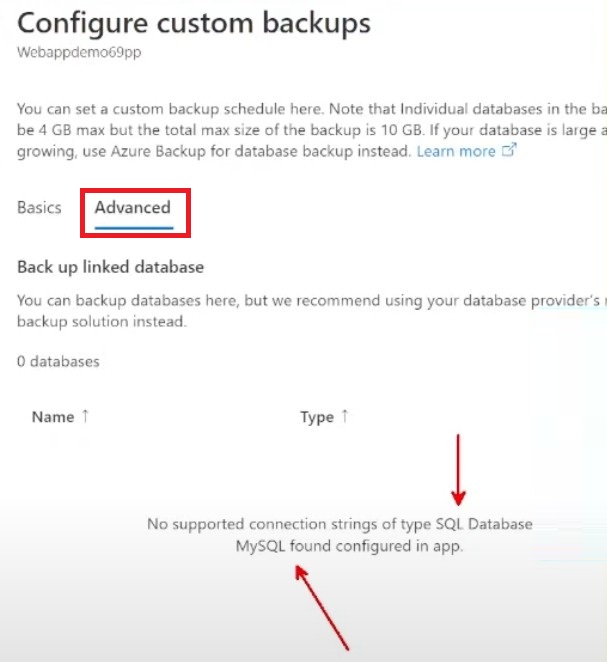 Configure custom backups
Webappdemo69pp
You can set a custom backup schedule here. Note that Individual databases in the ba
be 4 GB max but the total max size of the backup is 10 GB. If your database is large a
growing, use Azure Backup for database backup instead. Learn more
Basics Advanced
Back up linked database
You can backup databases here, but we recommend using your database provider's
backup solution instead.
0 databases
Name ↑ Type ↑
No supported connection strings of type SQL Database
MySQL found configured in app.